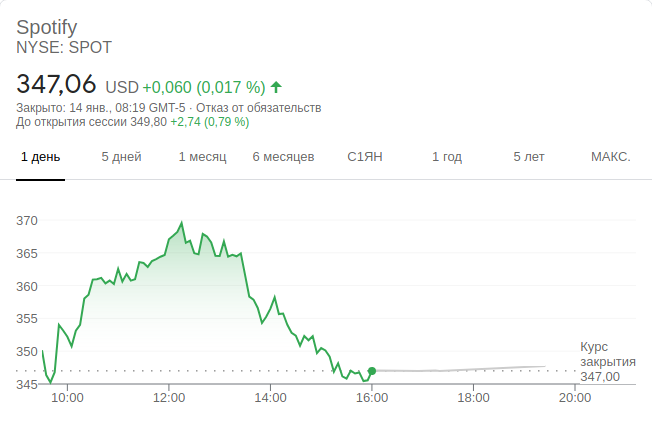 Spotify
NYSE: SPOT
347,06 USD +0,060 (0,017 %)
Закрыто: 14 янв., 08:19 GMT-5 · Отказ от обязательств
До открытия сессии 349,80 +2,74 (0,79 %)
1 день 5 дней 1 месяц 6 месяцев С1ЯН 1 год 5 лет МАКС.
370
365
360
355
350
345
Курс
закрытия
347,00
10:00 12:00 14:00 16:00 18:00 20:00